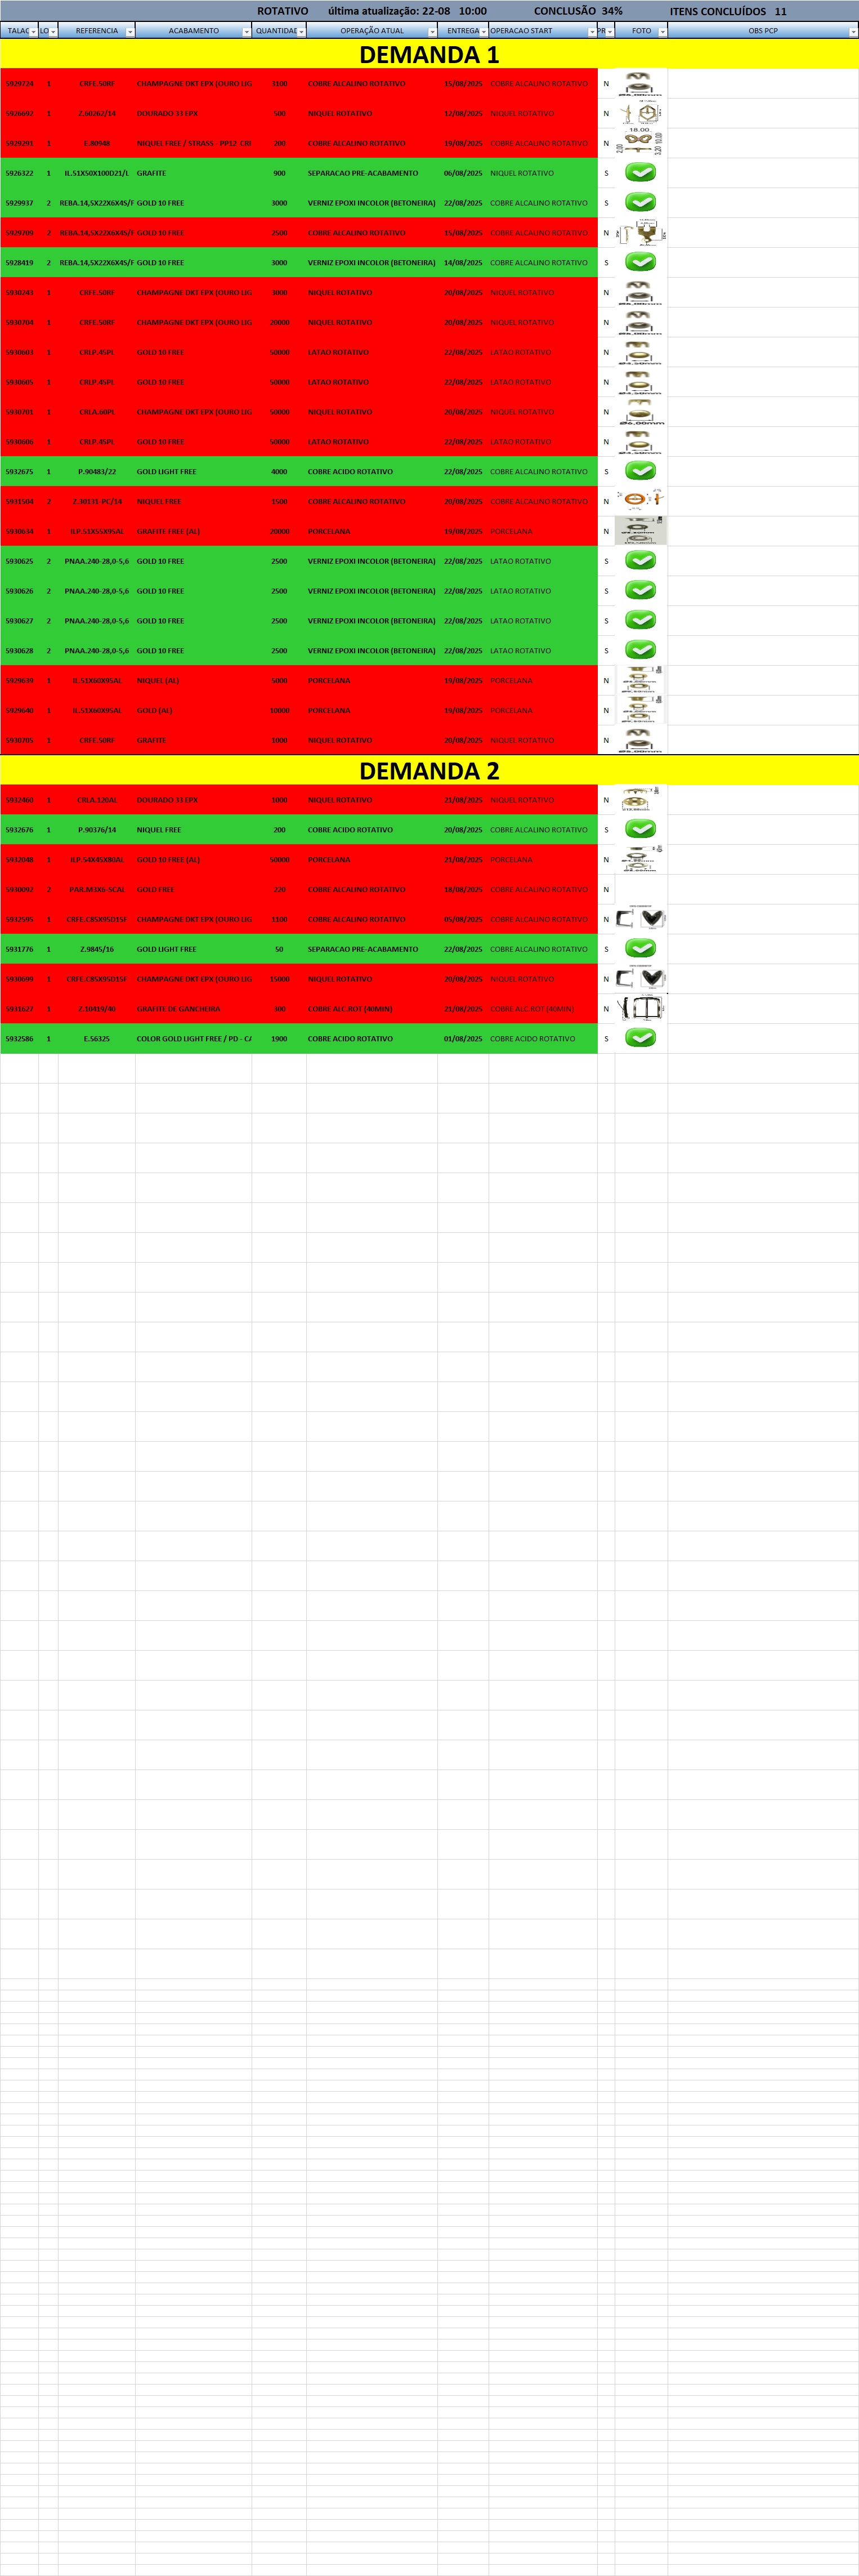 ROTATIVO última atualização: 22-08 10:00 CONCLUSÃO 34% ITENS CONCLUÍDOS 11
TALAC LO REFERENCIA ACABAMENTO QUANTIDAD OPERAÇÃO ATUAL ENTREGA OPERACAO START PR FOTO OBS PCP
DEMANDA 1
5929724 1 CRFE.50RF CHAMPAGNE DKT EPX (OURO LIG 3100 COBRE ALCALINO ROTATIVO 15/08/2025 COBRE ALCALINO ROTATIVO N
5926692 1 Z.60262/14 DOURADO 33 EPX 500 NIQUEL ROTATIVO 12/08/2025 NIQUEL ROTATIVO N
5929291 1 E.80948 NIQUEL FREE / STRASS - PP12 CRI 200 COBRE ALCALINO ROTATIVO 19/08/2025 COBRE ALCALINO ROTATIVO N 18.00
5926322 1 IL.51X50X100D21/L GRAFITE 900 SEPARACAO PRE-ACABAMENTO 06/08/2025 NIQUEL ROTATIVO S
5929937 2 REBA.14,5X22X6X4S/F GOLD 10 FREE 3000 VERNIZ EPOXI INCOLOR (BETONEIRA) 22/08/2025 COBRE ALCALINO ROTATIVO S
5929709 2 REBA.14,5X22X6X4S/F GOLD 10 FREE 2500 COBRE ALCALINO ROTATIVO 15/08/2025 COBRE ALCALINO ROTATIVO N
5928419 2 REBA.14,5X22X6X4S/F GOLD 10 FREE 3000 VERNIZ EPOXI INCOLOR (BETONEIRA) 14/08/2025 COBRE ALCALINO ROTATIVO S
5930243 1 CRFE.50RF CHAMPAGNE DKT EPX (OURO LIG 3000 NIQUEL ROTATIVO 20/08/2025 NIQUEL ROTATIVO N
5930704 1 CRFE.50RF CHAMPAGNE DKT EPX (OURO LIG 20000 NIQUEL ROTATIVO 20/08/2025 NIQUEL ROTATIVO N
5930603 1 CRLP.45PL GOLD 10 FREE 50000 LATAO ROTATIVO 22/08/2025 LATAO ROTATIVO N
5930605 1 CRLP.45PL GOLD 10 FREE 50000 LATAO ROTATIVO 22/08/2025 LATAO ROTATIVO N
5930701 1 CRLA.60PL CHAMPAGNE DKT EPX (OURO LIG 50000 NIQUEL ROTATIVO 20/08/2025 NIQUEL ROTATIVO N
5930606 1 CRLP.45PL GOLD 10 FREE 50000 LATAO ROTATIVO 22/08/2025 LATAO ROTATIVO N
5932675 1 P.90483/22 GOLD LIGHT FREE 4000 COBRE ACIDO ROTATIVO 22/08/2025 COBRE ALCALINO ROTATIVO S
5931504 2 Z.30131-PC/14 NIQUEL FREE 1500 COBRE ALCALINO ROTATIVO 20/08/2025 COBRE ALCALINO ROTATIVO N
5930634 1 ILP.51X55X95AL GRAFITE FREE (AL) 20000 PORCELANA 19/08/2025 PORCELANA N
5930625 2 PNAA.240-28,0-5,6 GOLD 10 FREE 2500 VERNIZ EPOXI INCOLOR (BETONEIRA) 22/08/2025 LATAO ROTATIVO S
5930626 2 PNAA.240-28,0-5,6 GOLD 10 FREE 2500 VERNIZ EPOXI INCOLOR (BETONEIRA) 22/08/2025 LATAO ROTATIVO S
5930627 2 PNAA.240-28,0-5,6 GOLD 10 FREE 2500 VERNIZ EPOXI INCOLOR (BETONEIRA) 22/08/2025 LATAO ROTATIVO S
5930628 2 PNAA.240-28,0-5,6 GOLD 10 FREE 2500 VERNIZ EPOXI INCOLOR (BETONEIRA) 22/08/2025 LATAO ROTATIVO S
5929639 1 IL.51X60X95AL NIQUEL (AL) 5000 PORCELANA 19/08/2025 PORCELANA N
5929640 1 IL.51X60X95AL GOLD (AL) 10000 PORCELANA 19/08/2025 PORCELANA N
5930705 1 CRFE.50RF GRAFITE 1000 NIQUEL ROTATIVO 20/08/2025 NIQUEL ROTATIVO N
DEMANDA 2
5932460 1 CRLA.120AL DOURADO 33 EPX 1000 NIQUEL ROTATIVO 21/08/2025 NIQUEL ROTATIVO N
5932676 1 P.90376/14 NIQUEL FREE 200 COBRE ACIDO ROTATIVO 20/08/2025 COBRE ALCALINO ROTATIVO S
5932048 1 ILP.54X45X80AL GOLD 10 FREE (AL) 50000 PORCELANA 21/08/2025 PORCELANA N
5930092 2 PAR.M3X6-5CAL GOLD FREE 220 COBRE ALCALINO ROTATIVO 18/08/2025 COBRE ALCALINO ROTATIVO N
5932595 1 CRFE.C85X95D15F CHAMPAGNE DKT EPX (OURO LIG 1100 COBRE ALCALINO ROTATIVO 05/08/2025 COBRE ALCALINO ROTATIVO N
5931776 1 Z.9845/16 GOLD LIGHT FREE 50 SEPARACAO PRE-ACABAMENTO 22/08/2025 COBRE ALCALINO ROTATIVO S
5930699 1 CRFE.C85X95D15F CHAMPAGNE DKT EPX (OURO LIG 15000 NIQUEL ROTATIVO 20/08/2025 NIQUEL ROTATIVO N
5931627 1 Z.10419/40 GRAFITE DE GANCHEIRA 300 COBRE ALC.ROT (40MIN) 21/08/2025 COBRE ALC.ROT (40MIN) N
5932586 1 E.56325 COLOR GOLD LIGHT FREE / PD - CA 1900 COBRE ACIDO ROTATIVO 01/08/2025 COBRE ACIDO ROTATIVO S